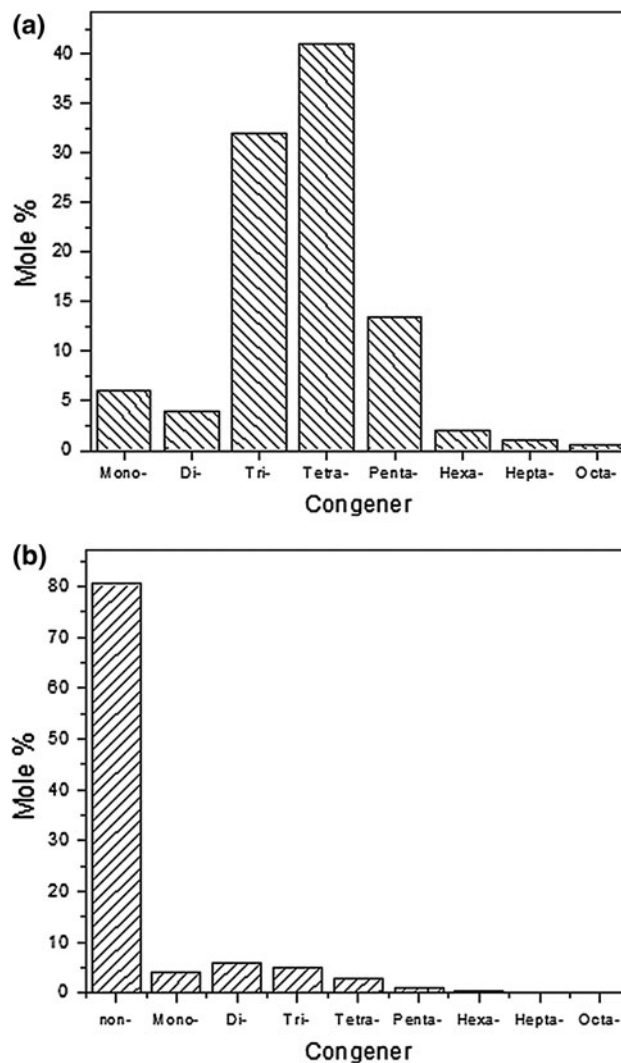 (a)
40
35
30
25
20
15
10
5
0
Mole %
Mono- Di- Tri- Tetra- Penta- Hexa- Hepta- Octa-
Congener
(b)
80
70
60
50
40
30
20
10
0
Mole %
non- Mono- Di- Tri- Tetra- Penta- Hexa- Hepta- Octa-
Congener